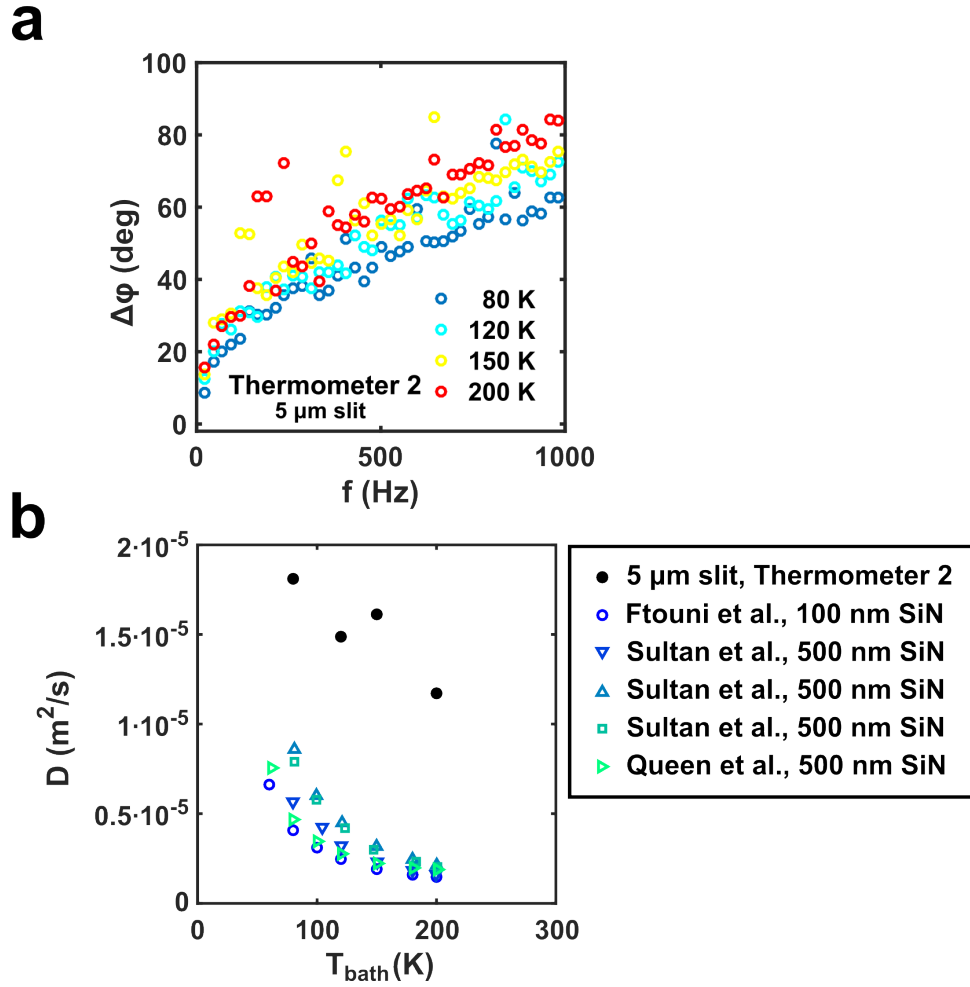 a
100
80
60
40
20
0
Δφ (deg)
80 K
120 K
150 K
200 K
Thermometer 2
5 µm slit
0 500 1000
f (Hz)
b
2·10⁻⁵
1.5·10⁻⁵
1·10⁻⁵
0.5·10⁻⁵
0
D (m²/s)
0 100 200 300
T_bath (K)
5 µm slit, Thermometer 2
Ftouni et al., 100 nm SiN
Sultan et al., 500 nm SiN
Sultan et al., 500 nm SiN
Sultan et al., 500 nm SiN
Queen et al., 500 nm SiN